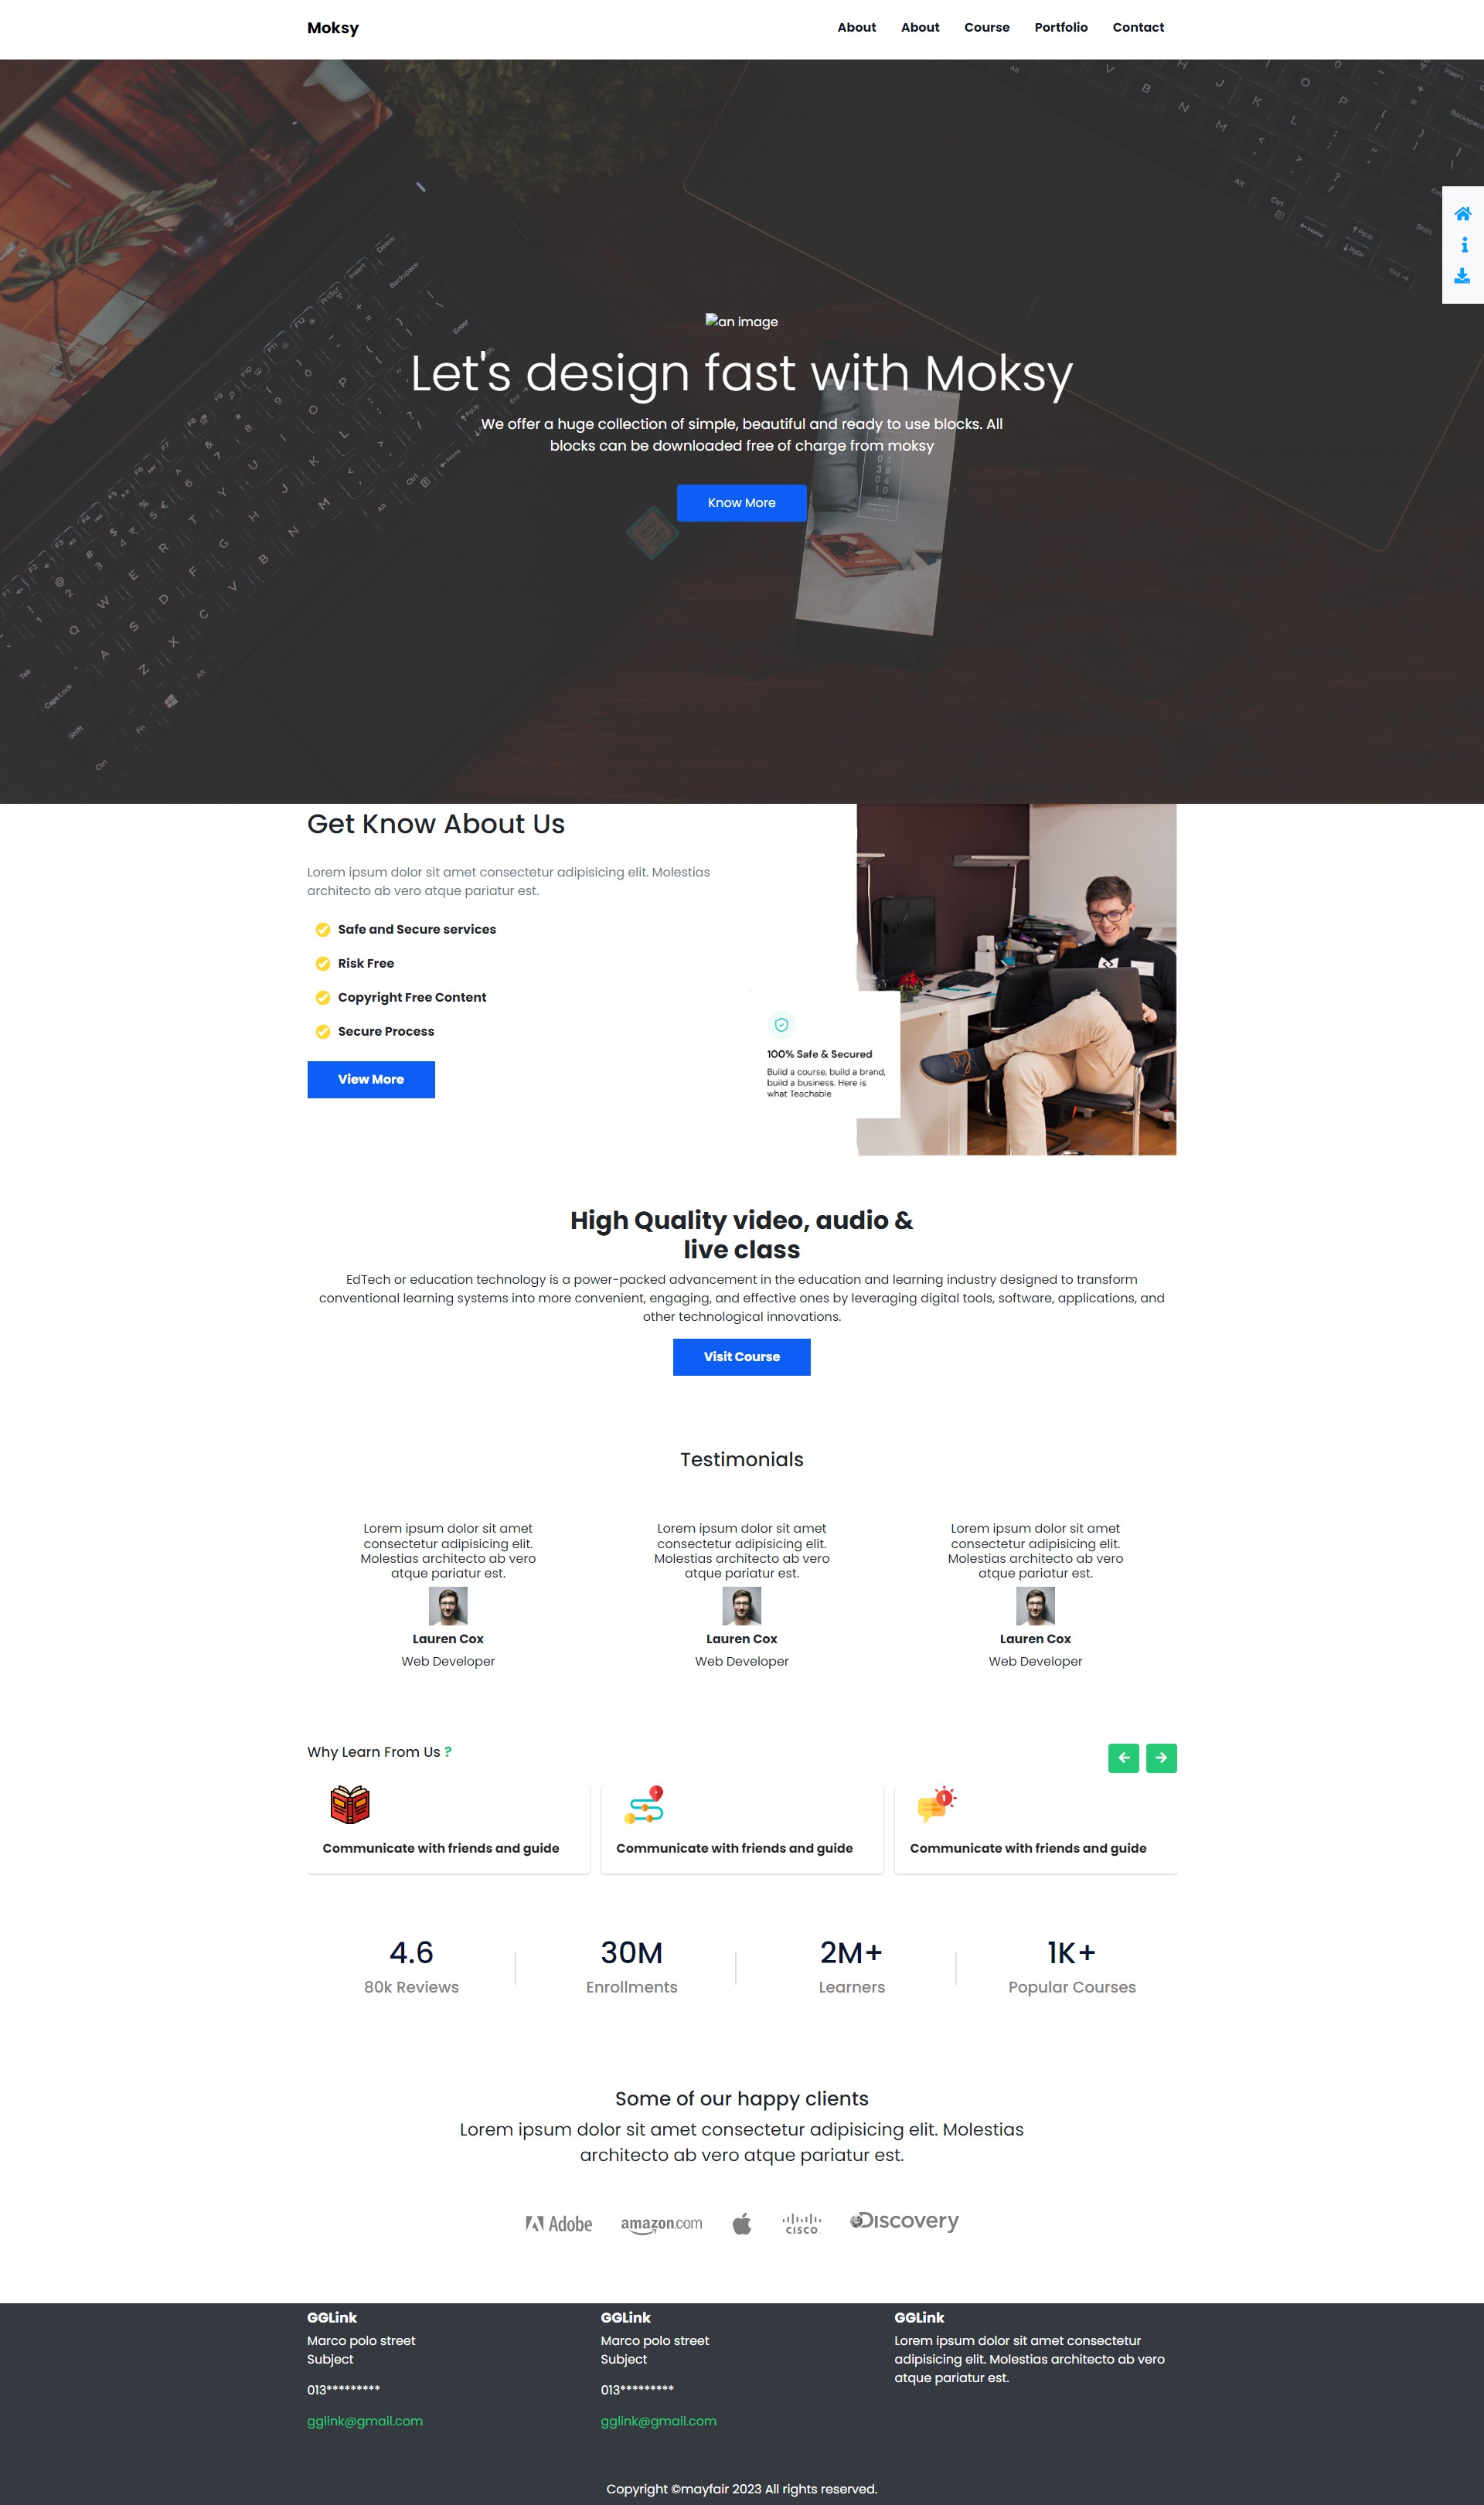 Moksy
About
About
Course
Portfolio
Contact
an image
Let's design fast with Moksy
We offer a huge collection of simple, beautiful and ready to use blocks. All
blocks can be downloaded free of charge from moksy
Know More
Get Know About Us
Lorem ipsum dolor sit amet consectetur adipisicing elit. Molestias
architecto ab vero atque pariatur est.
Safe and Secure services
Risk Free
Copyright Free Content
Secure Process
View More
100% Safe & Secured
Build a course, build a brand,
build a business. Here is
what Teachable
High Quality video, audio &
live class
EdTech or education technology is a power-packed advancement in the education and learning industry designed to transform
conventional learning systems into more convenient, engaging, and effective ones by leveraging digital tools, software, applications, and
other technological innovations.
Visit Course
Testimonials
Lorem ipsum dolor sit amet
consectetur adipisicing elit.
Molestias architecto ab vero
atque pariatur est.
Lauren Cox
Web Developer
Lorem ipsum dolor sit amet
consectetur adipisicing elit.
Molestias architecto ab vero
atque pariatur est.
Lauren Cox
Web Developer
Lorem ipsum dolor sit amet
consectetur adipisicing elit.
Molestias architecto ab vero
atque pariatur est.
Lauren Cox
Web Developer
Why Learn From Us ?
Communicate with friends and guide
Communicate with friends and guide
Communicate with friends and guide
4.6
80k Reviews
30M
Enrollments
2M+
Learners
1K+
Popular Courses
Some of our happy clients
Lorem ipsum dolor sit amet consectetur adipisicing elit. Molestias
architecto ab vero atque pariatur est.
Adobe
amazon.com
CISCO
Discovery
GGLink
Marco polo street
Subject
013*********
gglink@gmail.com
GGLink
Marco polo street
Subject
013*********
gglink@gmail.com
GGLink
Lorem ipsum dolor sit amet consectetur
adipisicing elit. Molestias architecto ab vero
atque pariatur est.
Copyright ©mayfair 2023 All rights reserved.